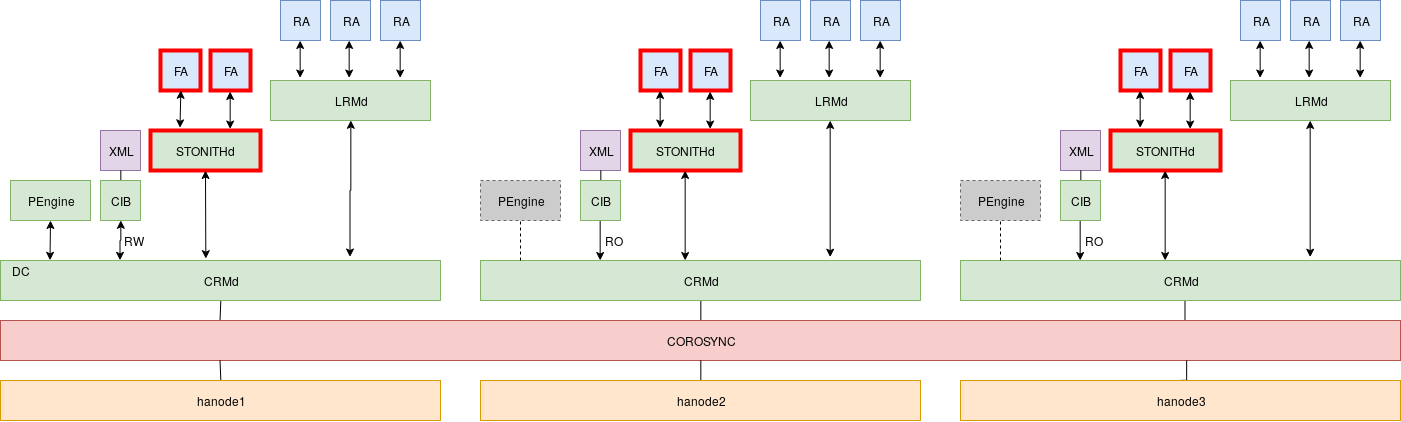 RA RA RA RA RA RA RA RA RA
FA FA FA FA FA FA
LRMd LRMd LRMd
XML STONITHd XML STONITHd XML STONITHd
PEngine CIB PEngine CIB PEngine CIB
RW RO RO
DC
CRMd CRMd CRMd
COROSYNC
hanode1 hanode2 hanode3